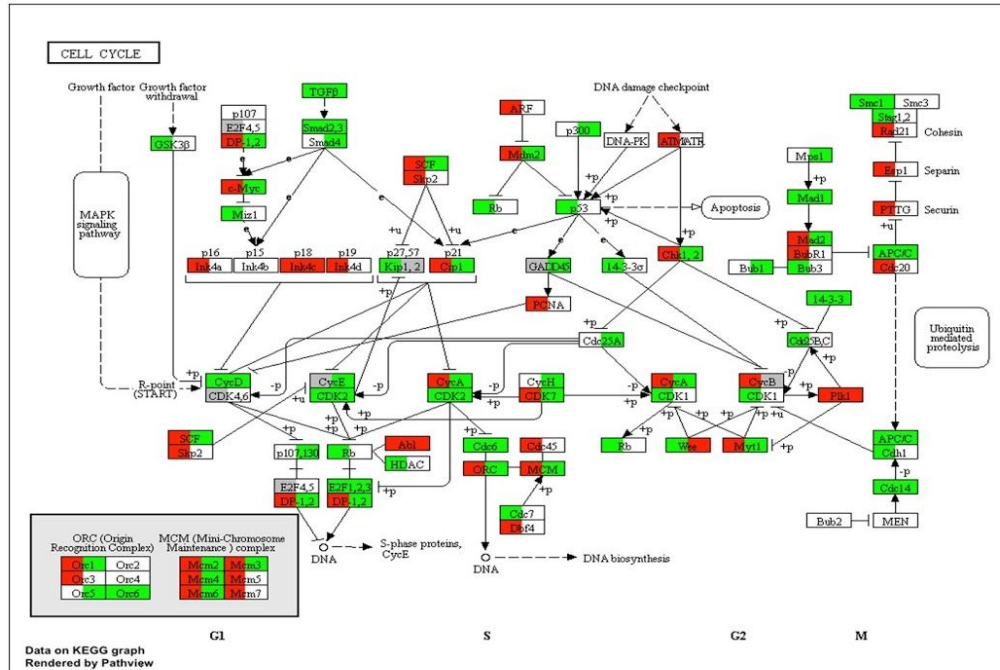 CELL CYCLE
Growth factor
Growth factor
withdrawal
GSK3β
p107
E2F4,5
DP-1,2
TGFβ
Smad2,3
Smad4
c-Myc
Miz1
SCF
Skp2
ARF
Mdm2
p300
DNA damage checkpoint
DNA-PK
ATMATR
Rb
p53
Apoptosis
Mps1
Mad1
Mad2
BubR1
Bub3
Bub1
Smc1
Smc3
Stag1,2
Rad21
Cohesin
Esp1
Separin
PTTG
Securin
APC/C
Cdc20
MAPK
signaling
pathway
p16
Ink4a
p15
Ink4b
p18
Ink4c
p19
Ink4d
p27,57
Kip1, 2
p21
Cip1
GADD45
14-3-3σ
Chk1, 2
PCNA
14-3-3
Cdc25A
Cdc25B,C
Ubiquitin
mediated
proteolysis
R-point
(START)
CycD
CDK4,6
CycE
CDK2
CycA
CDK2
CycH
CDK7
CycA
CDK1
CycB
CDK1
Plk1
SCF
Skp2
p107,130
Rb
Abl
HDAC
Cdc6
ORC
Cdc45
MCM
Rb
Wee
Myt1
APC/C
Cdh1
Cdc14
Bub2
MEN
E2F4,5
DP-1,2
E2F1,2,3
DP-1,2
Cdc7
Dbf4
DNA
S-phase proteins,
CycE
DNA
DNA biosynthesis
ORC (Origin
Recognition Complex)
Orc1 Orc2
Orc3 Orc4
Orc5 Orc6
MCM (Mini-Chromosome
Maintenance ) complex
Mcm2 Mcm3
Mcm4 Mcm5
Mcm6 Mcm7
G1
S
G2
M
Data on KEGG graph
Rendered by Pathview